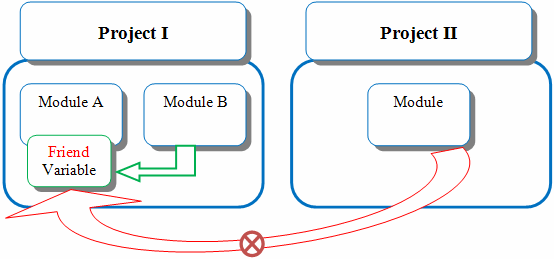 Project I
Project II
Module A
Module B
Module
Friend
Variable